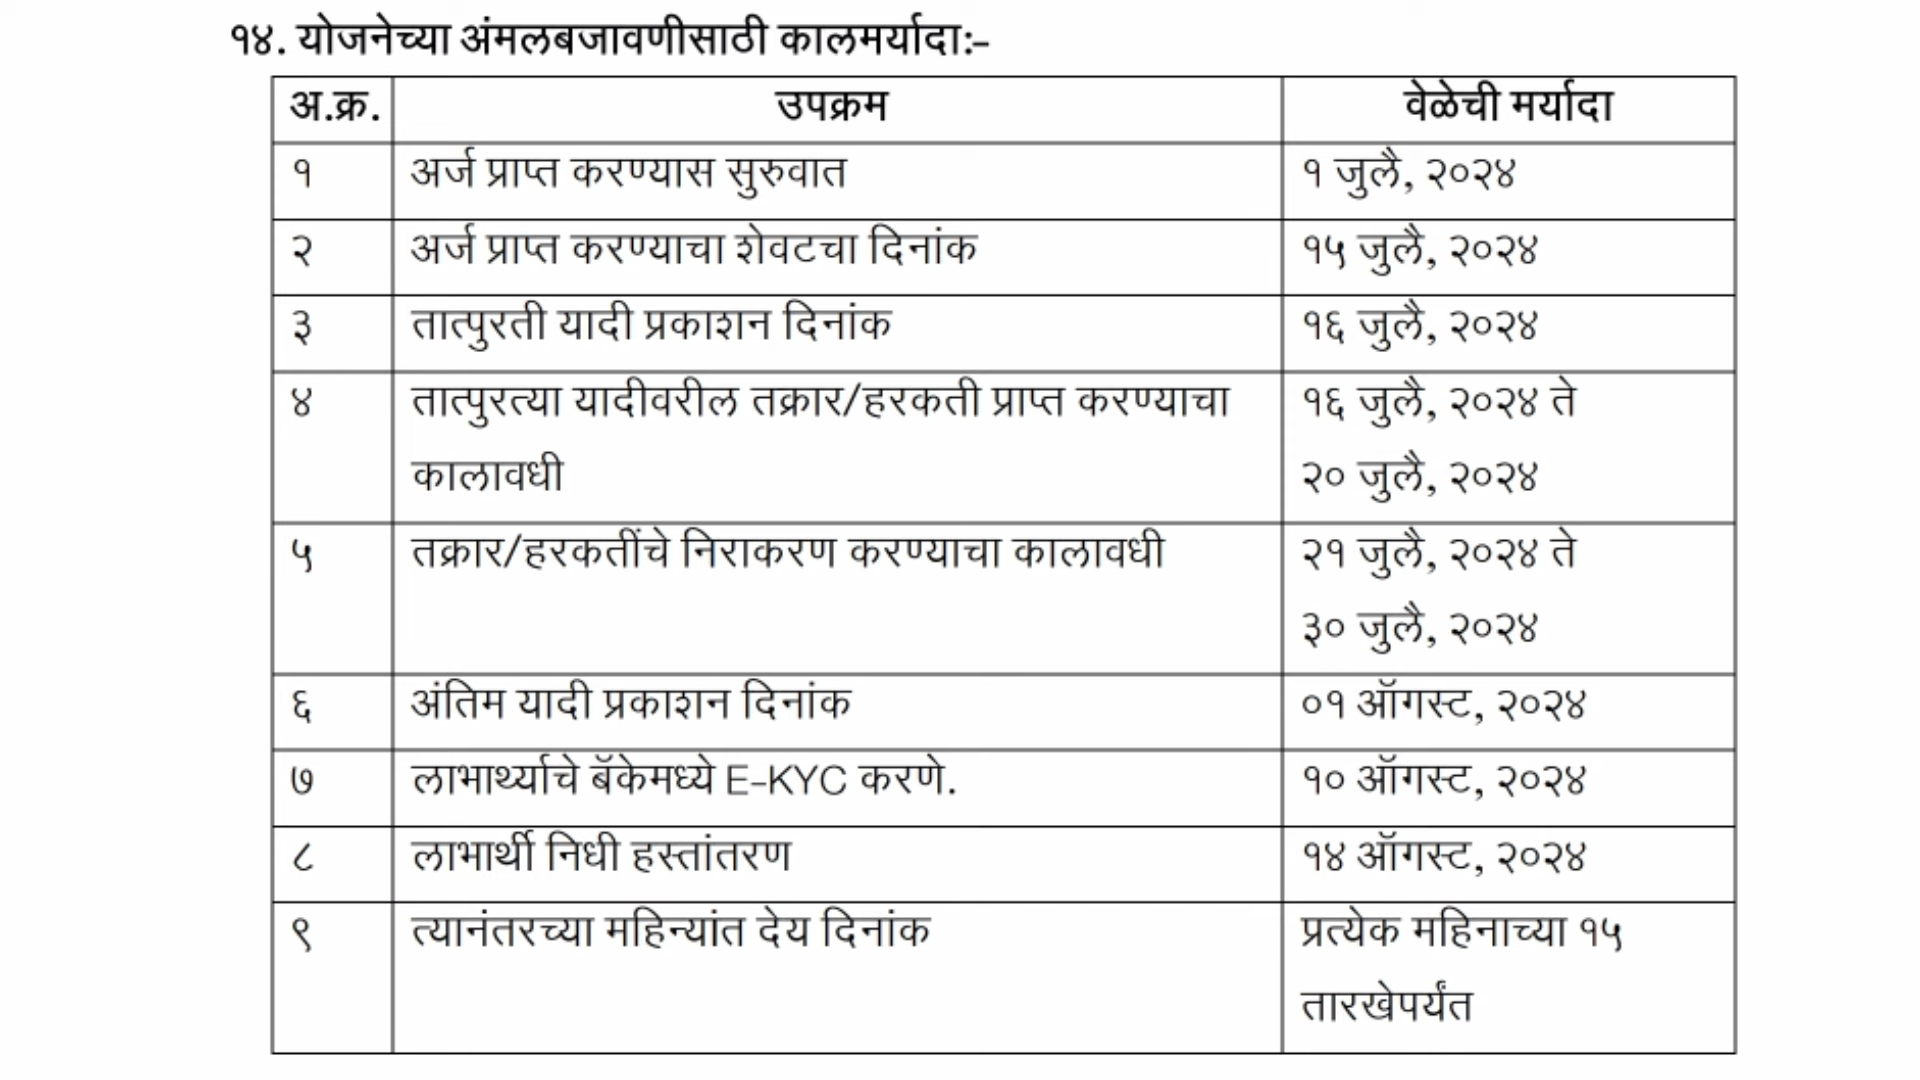 १४. योजनेच्या अंमलबजावणीसाठी कालमर्यादा:-
अ.क्र. उपक्रम वेळेची मर्यादा
१ अर्ज प्राप्त करण्यास सुरुवात १ जुलै, २०२४
२ अर्ज प्राप्त करण्याचा शेवटचा दिनांक १५ जुलै, २०२४
३ तात्पुरती यादी प्रकाशन दिनांक १६ जुलै, २०२४
४ तात्पुरत्या यादीवरील तक्रार/हरकती प्राप्त करण्याचा १६ जुलै, २०२४ ते
कालावधी २० जुलै, २०२४
५ तक्रार/हरकतींचे निराकरण करण्याचा कालावधी २१ जुलै, २०२४ ते
३० जुलै, २०२४
६ अंतिम यादी प्रकाशन दिनांक ०१ ऑगस्ट, २०२४
७ लाभार्थ्याचे बॅकेमध्ये E-KYC करणे. १० ऑगस्ट, २०२४
८ लाभार्थी निधी हस्तांतरण १४ ऑगस्ट, २०२४
९ त्यानंतरच्या महिन्यांत देय दिनांक प्रत्येक महिनाच्या १५
तारखेपर्यंत